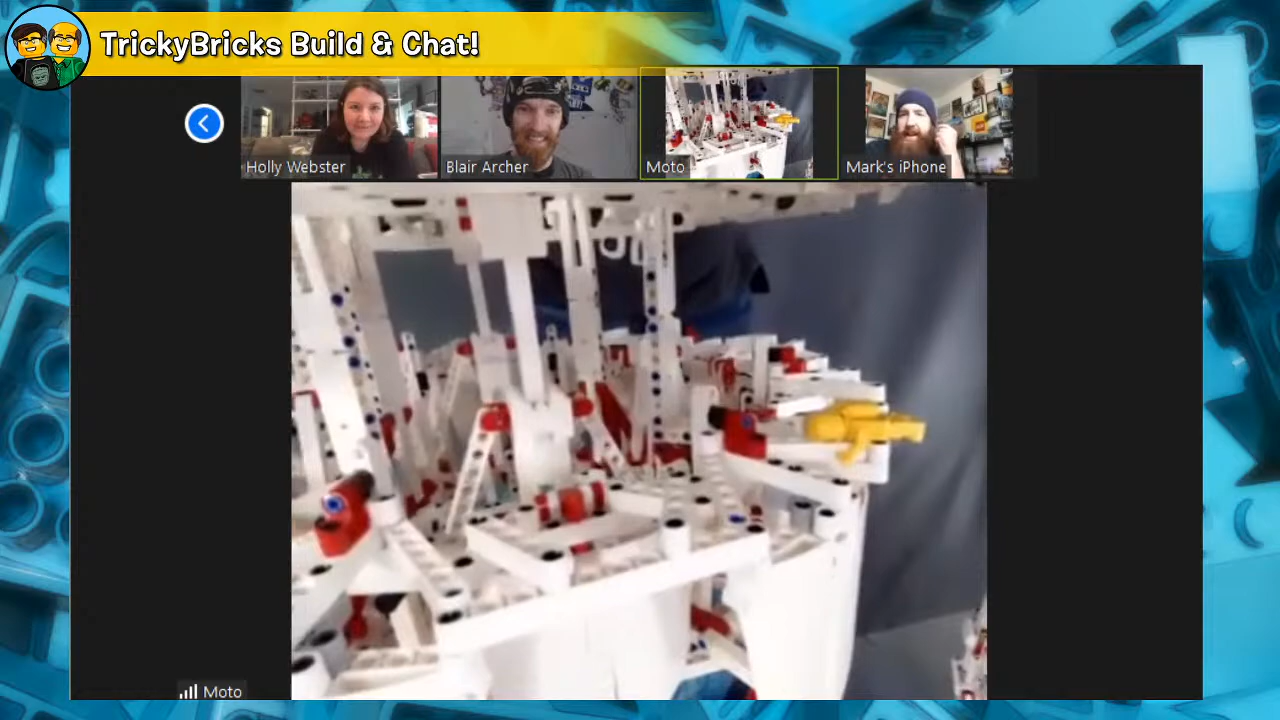 TrickyBricks Build & Chat!
Holly Webster
Blair Archer
Moto
Mark's iPhone
Moto